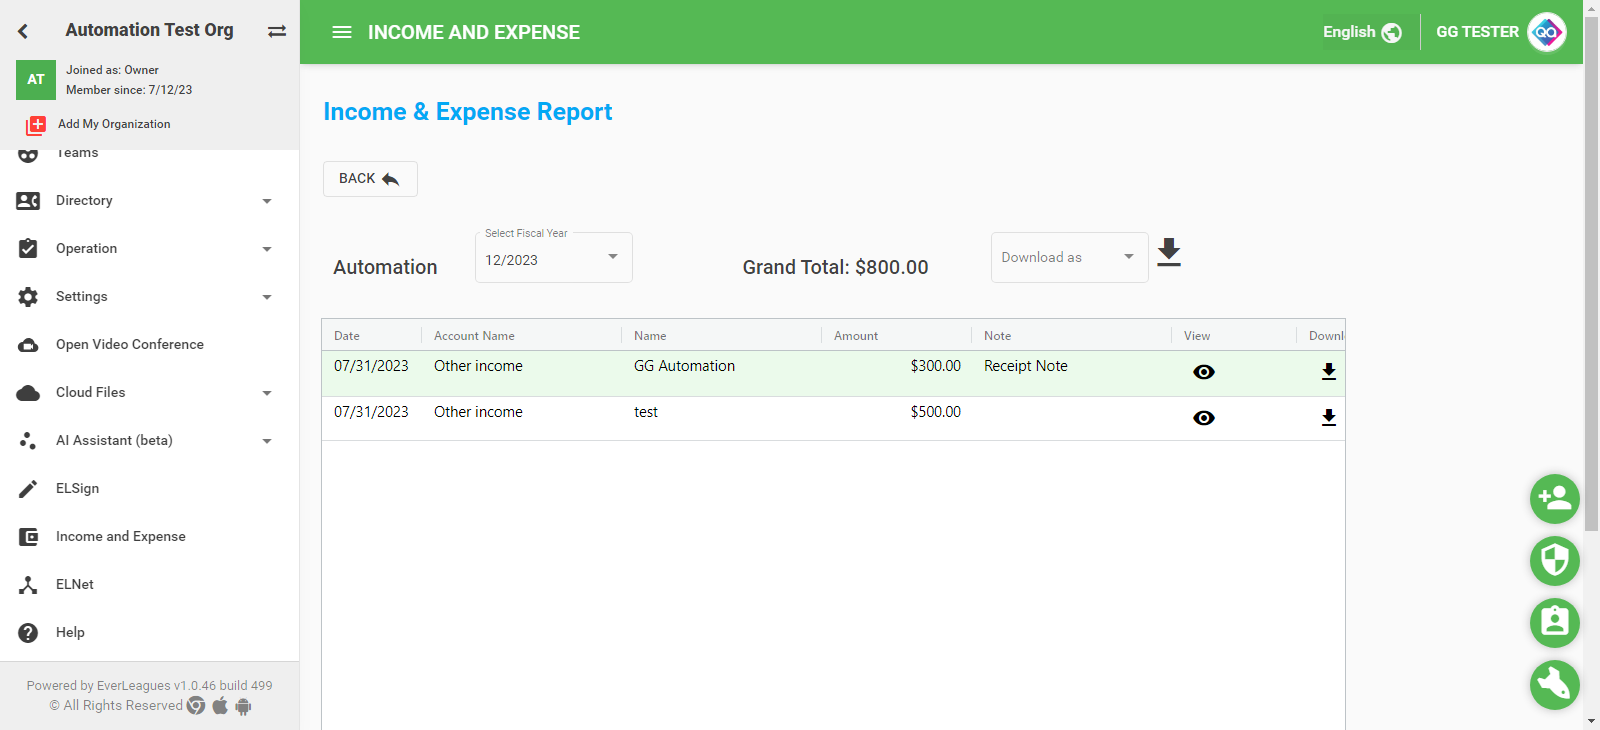 Automation Test Org
AT
Joined as: Owner
Member since: 7/12/23
Add My Organization
Teams
Directory
Operation
Settings
Open Video Conference
Cloud Files
AI Assistant (beta)
ELSign
Income and Expense
ELNet
Help
Powered by EverLeagues v1.0.46 build 499
© All Rights Reserved
INCOME AND EXPENSE
English
GG TESTER
QA
Income & Expense Report
BACK
Automation
Select Fiscal Year
12/2023
Grand Total: $800.00
Download as
Date Account Name Name Amount Note View Downl
07/31/2023 Other income GG Automation $300.00 Receipt Note
07/31/2023 Other income test $500.00